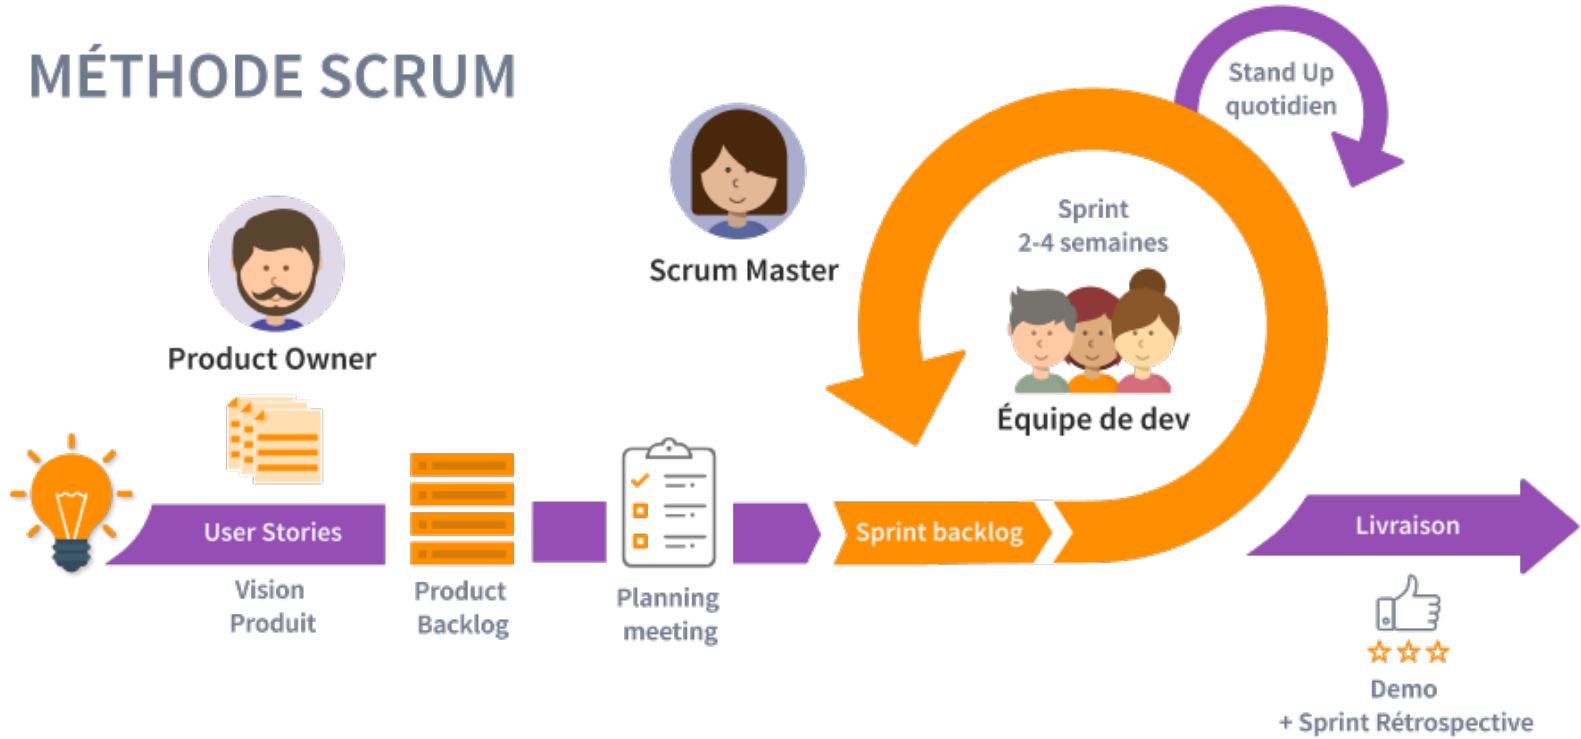 MÉTHODE SCRUM
Stand Up
quotidien
Sprint
2-4 semaines
Scrum Master
Product Owner
Équipe de dev
User Stories
Sprint backlog
Livraison
Vision
Produit
Product
Backlog
Planning
meeting
Demo
+ Sprint Rétrospective